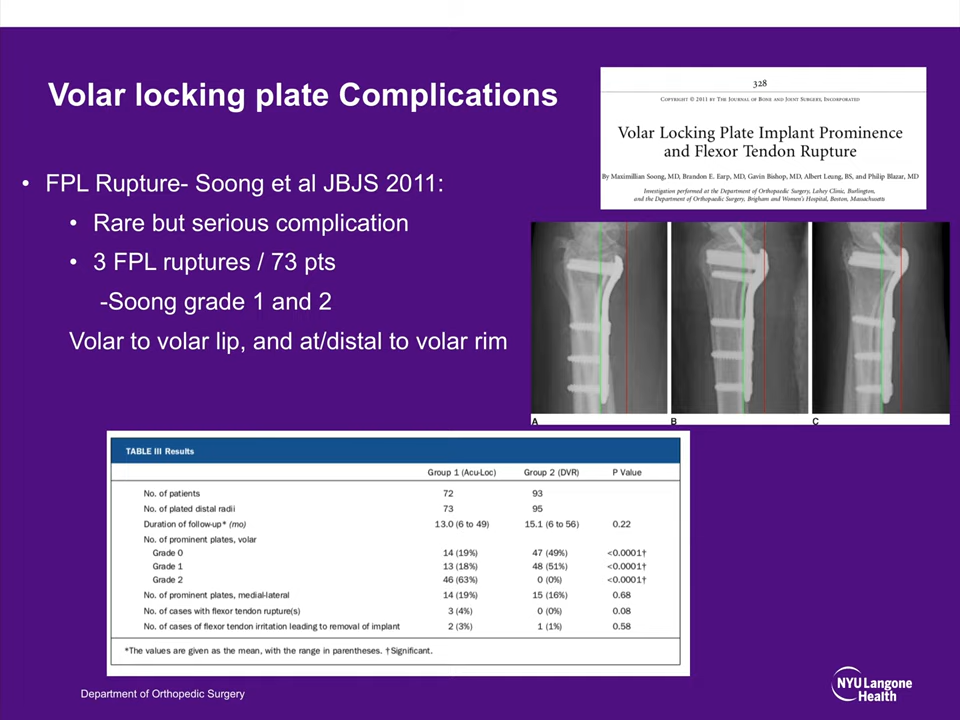 Volar locking plate Complications
328
COPYRIGHT © 2011 BY THE JOURNAL OF BONE AND JOINT SURGERY, INCORPORATED
Volar Locking Plate Implant Prominence
and Flexor Tendon Rupture
By Maximillian Soong, MD, Brandon E. Earp, MD, Gavin Bishop, MD, Albert Leung, BS, and Philip Blazar, MD
Investigation performed at the Department of Orthopaedic Surgery, Lahey Clinic, Burlington,
and the Department of Orthopaedic Surgery, Brigham and Women's Hospital, Boston, Massachusetts
• FPL Rupture- Soong et al JBJS 2011:
• Rare but serious complication
• 3 FPL ruptures / 73 pts
-Soong grade 1 and 2
Volar to volar lip, and at/distal to volar rim
A B C
TABLE III Results
Group 1 (Acu-Loc) Group 2 (DVR) P Value
No. of patients 72 93
No. of plated distal radii 73 95
Duration of follow-up* (mo) 13.0 (6 to 49) 15.1 (6 to 56) 0.22
No. of prominent plates, volar
Grade 0 14 (19%) 47 (49%) <0.0001†
Grade 1 13 (18%) 48 (51%) <0.0001†
Grade 2 46 (63%) 0 (0%) <0.0001†
No. of prominent plates, medial-lateral 14 (19%) 15 (16%) 0.68
No. of cases with flexor tendon rupture(s) 3 (4%) 0 (0%) 0.08
No. of cases of flexor tendon irritation leading to removal of implant 2 (3%) 1 (1%) 0.58
*The values are given as the mean, with the range in parentheses. †Significant.
Department of Orthopedic Surgery
NYU Langone
Health